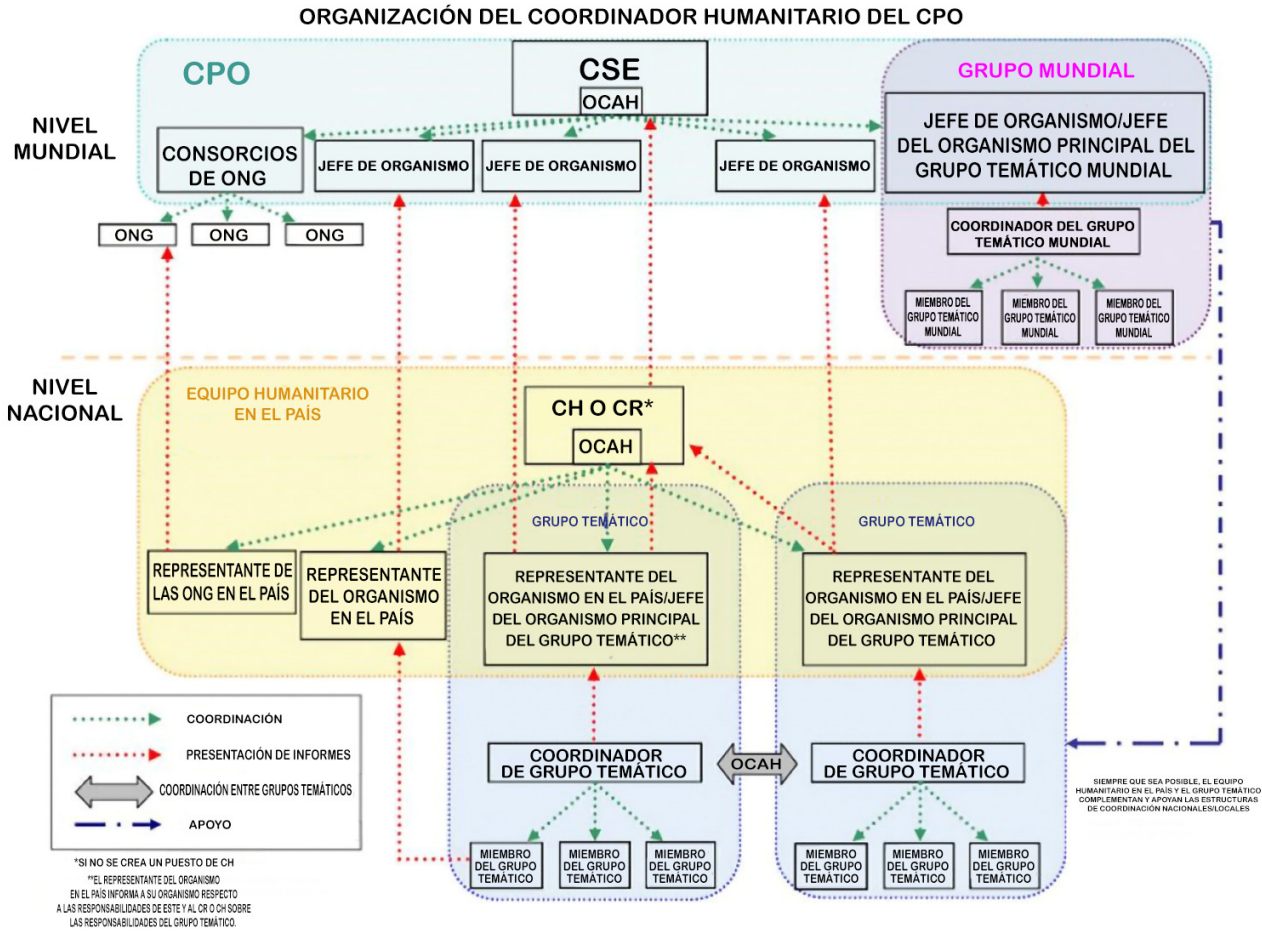 ORGANIZACIÓN DEL COORDINADOR HUMANITARIO DEL CPO
CPO
CSE
OCAH
GRUPO MUNDIAL
NIVEL
MUNDIAL
CONSORCIOS
DE ONG
JEFE DE ORGANISMO
JEFE DE ORGANISMO
JEFE DE ORGANISMO
JEFE DE ORGANISMO/JEFE
DEL ORGANISMO PRINCIPAL DEL
GRUPO TEMÁTICO MUNDIAL
ONG
ONG
ONG
COORDINADOR DEL GRUPO
TEMÁTICO MUNDIAL
MIEMBRO DEL
GRUPO TEMÁTICO
MUNDIAL
MIEMBRO DEL
GRUPO TEMÁTICO
MUNDIAL
MIEMBRO DEL
GRUPO TEMÁTICO
MUNDIAL
NIVEL
NACIONAL
EQUIPO HUMANITARIO
EN EL PAÍS
CH O CR*
OCAH
GRUPO TEMÁTICO
GRUPO TEMÁTICO
REPRESENTANTE DE
LAS ONG EN EL PAÍS
REPRESENTANTE
DEL ORGANISMO
EN EL PAÍS
REPRESENTANTE DEL
ORGANISMO EN EL PAÍS/JEFE
DEL ORGANISMO PRINCIPAL
DEL GRUPO TEMÁTICO**
REPRESENTANTE DEL
ORGANISMO EN EL PAÍS/JEFE
DEL ORGANISMO PRINCIPAL
DEL GRUPO TEMÁTICO
COORDINADOR
DE GRUPO TEMÁTICO
OCAH
COORDINADOR
DE GRUPO TEMÁTICO
MIEMBRO
DEL GRUPO
TEMÁTICO
MIEMBRO
DEL GRUPO
TEMÁTICO
MIEMBRO
DEL GRUPO
TEMÁTICO
MIEMBRO
DEL GRUPO
TEMÁTICO
MIEMBRO
DEL GRUPO
TEMÁTICO
MIEMBRO
DEL GRUPO
TEMÁTICO
SIEMPRE QUE SEA POSIBLE, EL EQUIPO
HUMANITARIO EN EL PAÍS Y EL GRUPO TEMÁTICO
COMPLEMENTAN Y APOYAN LAS ESTRUCTURAS
DE COORDINACIÓN NACIONALES/LOCALES
COORDINACIÓN
PRESENTACIÓN DE INFORMES
COORDINACIÓN ENTRE GRUPOS TEMÁTICOS
APOYO
*SI NO SE CREA UN PUESTO DE CH
**EL REPRESENTANTE DEL ORGANISMO
EN EL PAÍS INFORMA A SU ORGANISMO RESPECTO
A LAS RESPONSABILIDADES DE ESTE Y AL CR O CH SOBRE
LAS RESPONSABILIDADES DEL GRUPO TEMÁTICO.